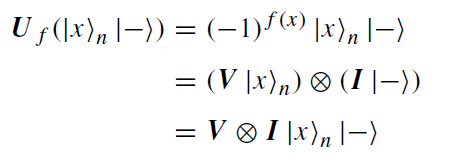 U_f(|x⟩_n |−⟩) = (−1)^{f(x)} |x⟩_n |−⟩
= (V |x⟩_n) ⊗ (I |−⟩)
= V ⊗ I |x⟩_n |−⟩